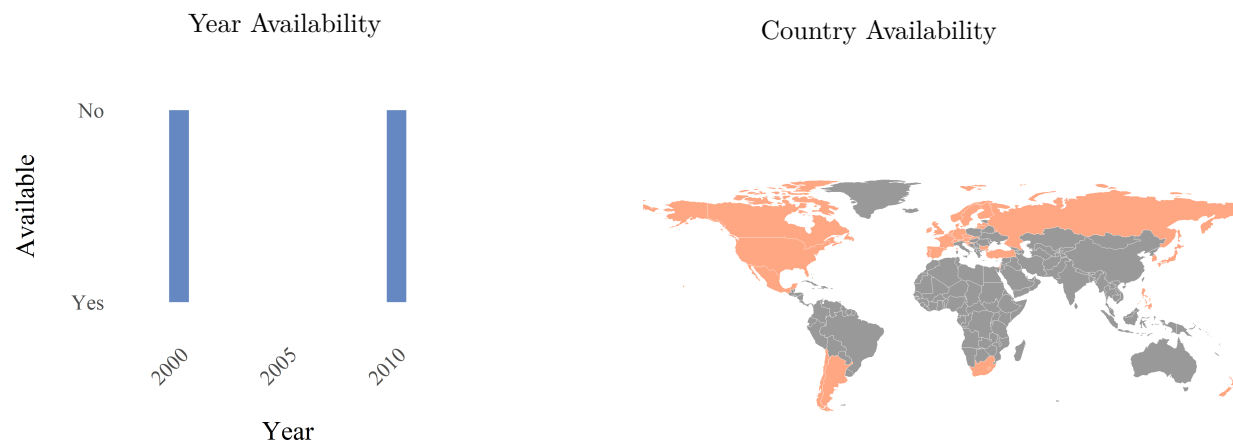 Year Availability
Available
No
Yes
2000
2005
2010
Year
Country Availability